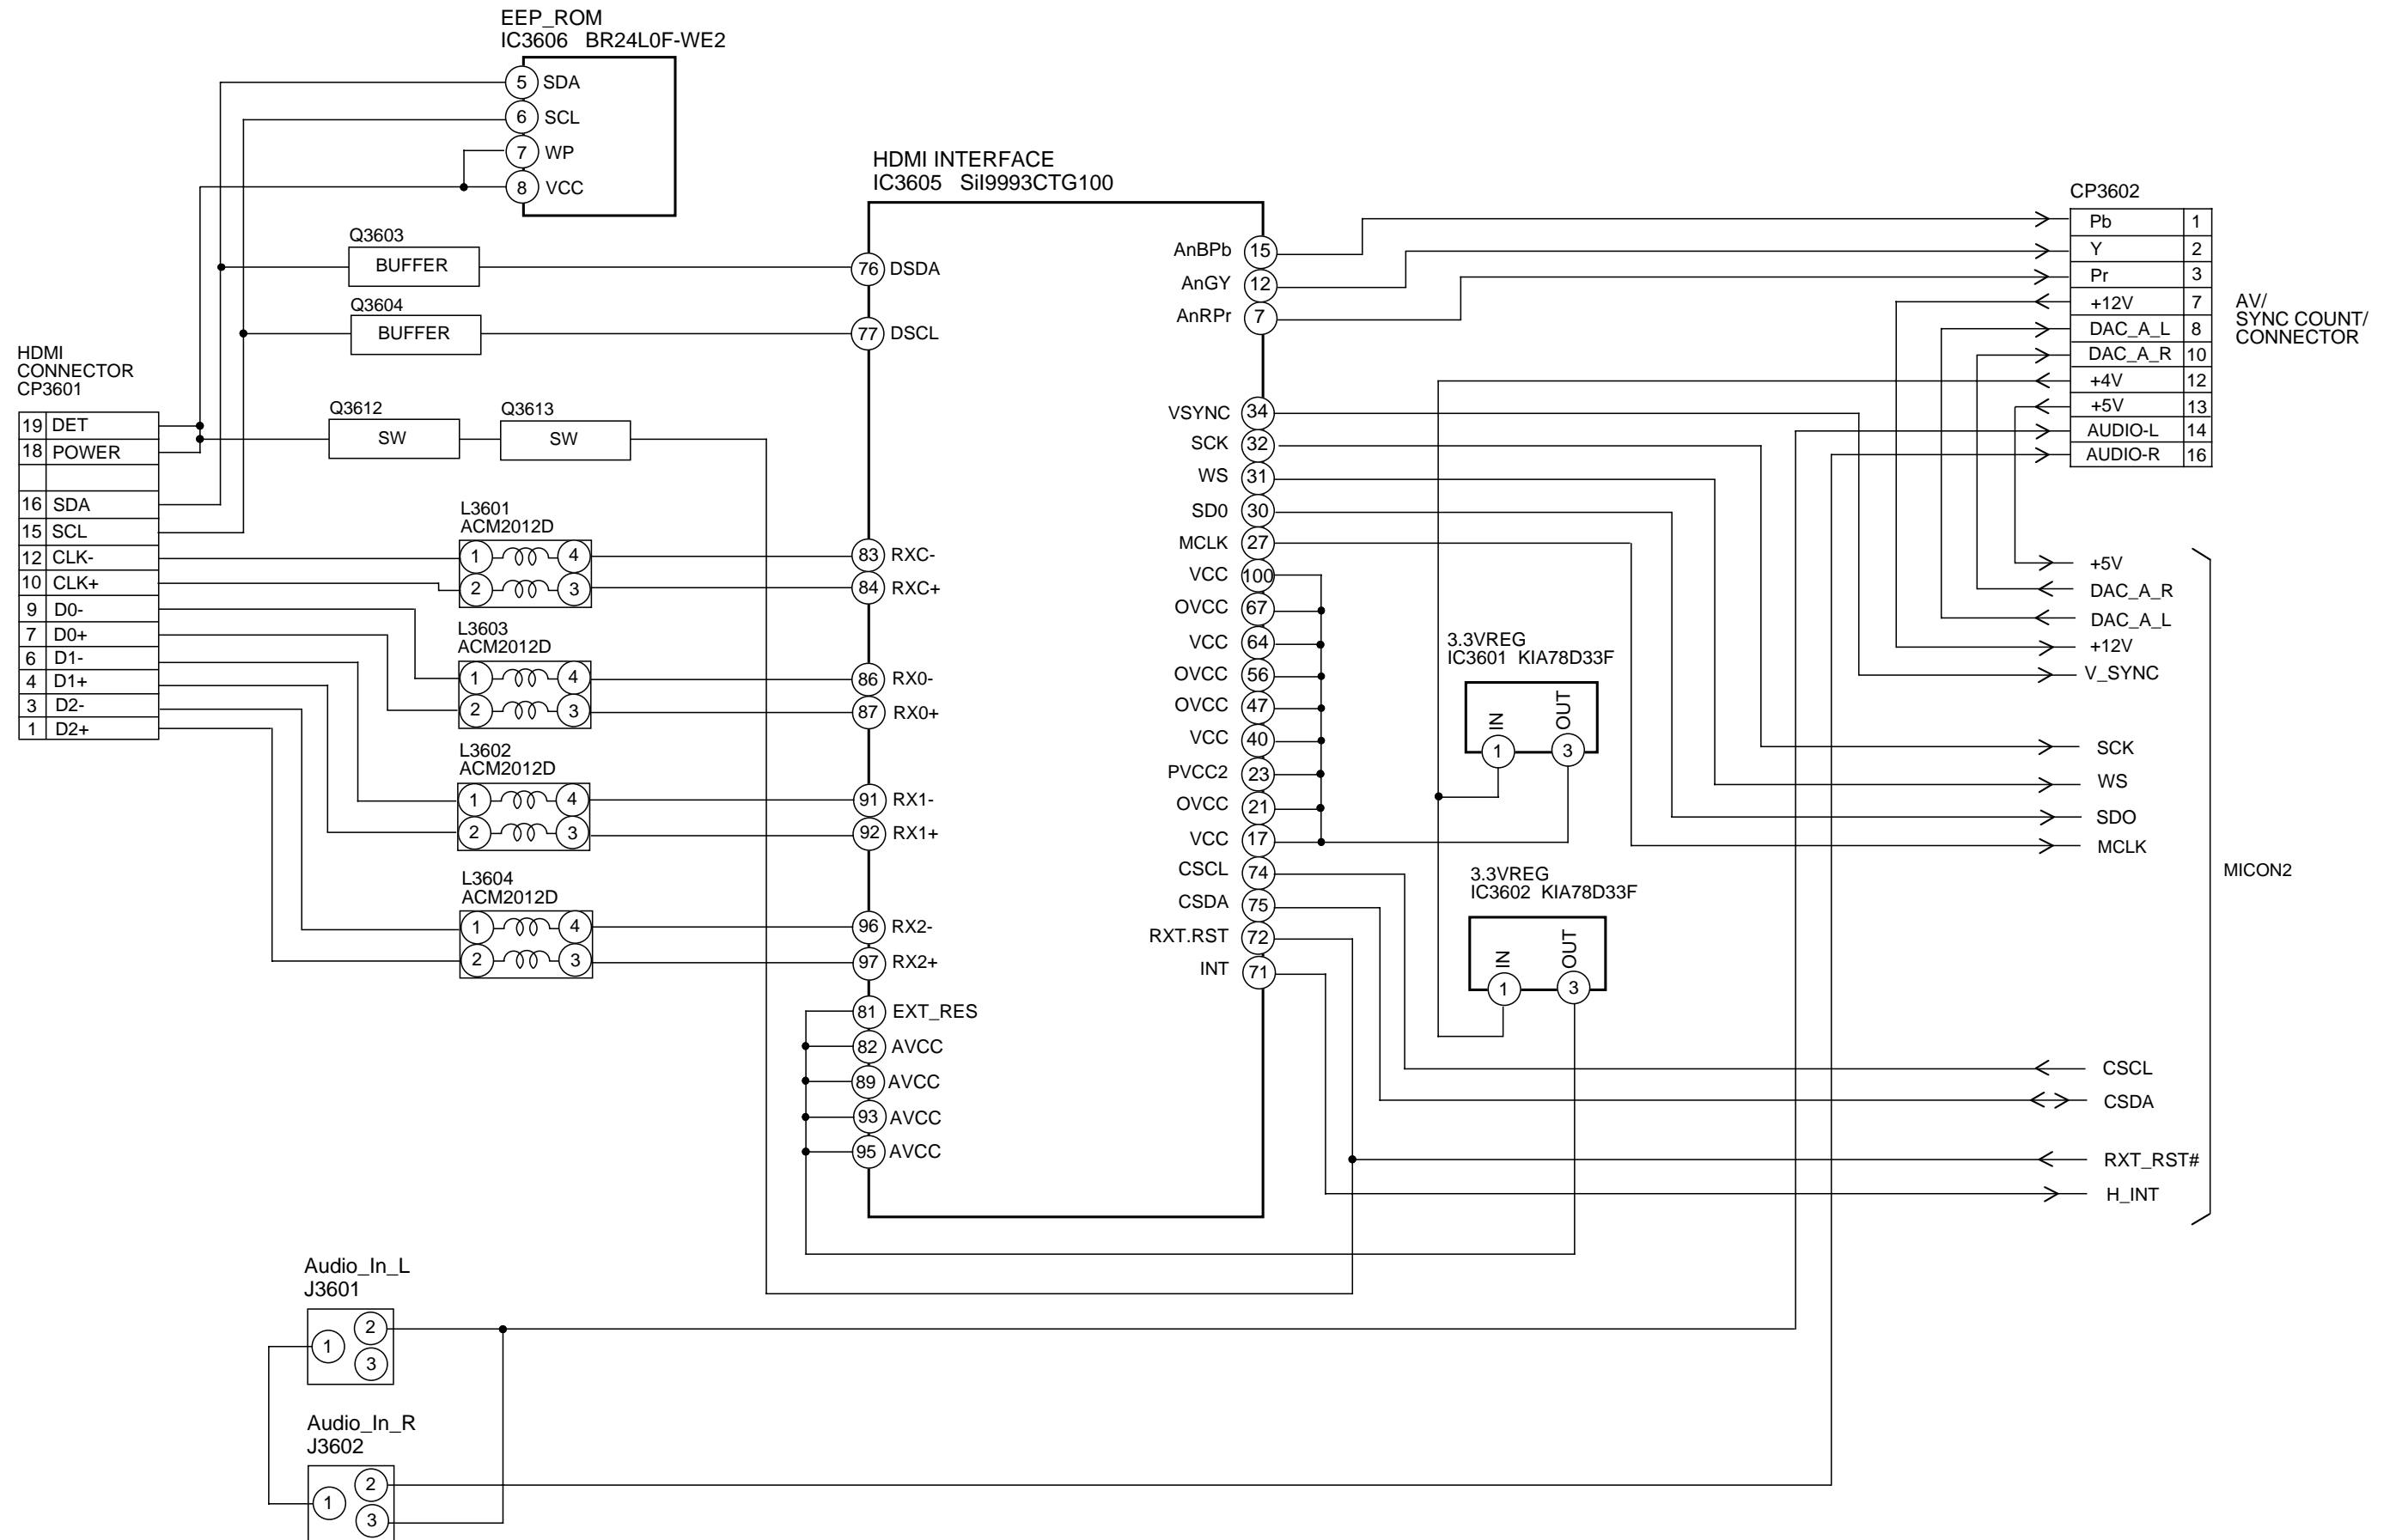 EEP_ROM
IC3606 BR24L0F-WE2
5 SDA
6 SCL
7 WP
8 VCC
HDMI INTERFACE
IC3605 SiI9993CTG100
Q3603
BUFFER
Q3604
BUFFER
Q3612
SW
Q3613
SW
HDMI
CONNECTOR
CP3601
19 DET
18 POWER
16 SDA
15 SCL
12 CLK-
10 CLK+
9 D0-
7 D0+
6 D1-
4 D1+
3 D2-
1 D2+
L3601
ACM2012D
1 4
2 3
L3603
ACM2012D
1 4
2 3
L3602
ACM2012D
1 4
2 3
L3604
ACM2012D
1 4
2 3
76 DSDA
77 DSCL
83 RXC-
84 RXC+
86 RX0-
87 RX0+
91 RX1-
92 RX1+
96 RX2-
97 RX2+
81 EXT_RES
82 AVCC
89 AVCC
93 AVCC
95 AVCC
AnBPb 15
AnGY 12
AnRPr 7
VSYNC 34
SCK 32
WS 31
SD0 30
MCLK 27
VCC 100
OVCC 67
VCC 64
OVCC 56
OVCC 47
VCC 40
PVCC2 23
OVCC 21
VCC 17
CSCL 74
CSDA 75
RXT.RST 72
INT 71
3.3VREG
IC3601 KIA78D33F
IN OUT
1 3
3.3VREG
IC3602 KIA78D33F
IN OUT
1 3
CP3602
Pb 1
Y 2
Pr 3
+12V 7
DAC_A_L 8
DAC_A_R 10
+4V 12
+5V 13
AUDIO-L 14
AUDIO-R 16
AV/
SYNC COUNT/
CONNECTOR
+5V
DAC_A_R
DAC_A_L
+12V
V_SYNC
SCK
WS
SDO
MCLK
CSCL
CSDA
RXT_RST#
H_INT
MICON2
Audio_In_L
J3601
1
2
3
Audio_In_R
J3602
1
2
3